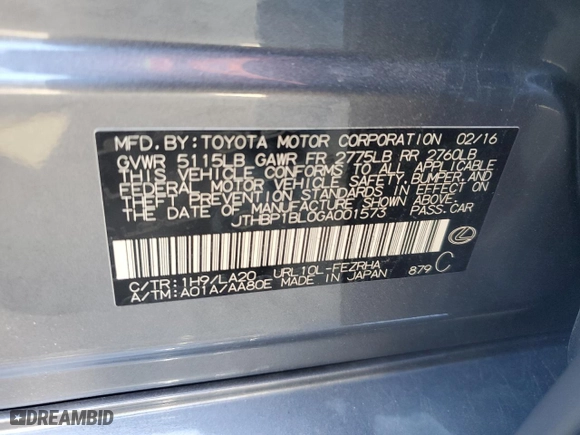 MFD. BY: TOYOTA MOTOR CORPORATION 02/16
GVWR 5115LB GAWR FR 2775LB RR 2760LB
THIS VEHICLE CONFORMS TO ALL APPLICABLE
FEDERAL MOTOR VEHICLE SAFETY, BUMPER, AND
THEFT PREVENTION STANDARDS IN EFFECT ON
THE DATE OF MANUFACTURE SHOWN ABOVE.
JTHBP1BL0GA001573 PASS.CAR
C/TR: 1H9/LA20 URL10L-FEZRHA
A/TM: A01A/AA80E MADE IN JAPAN 879 C
DREAMBID